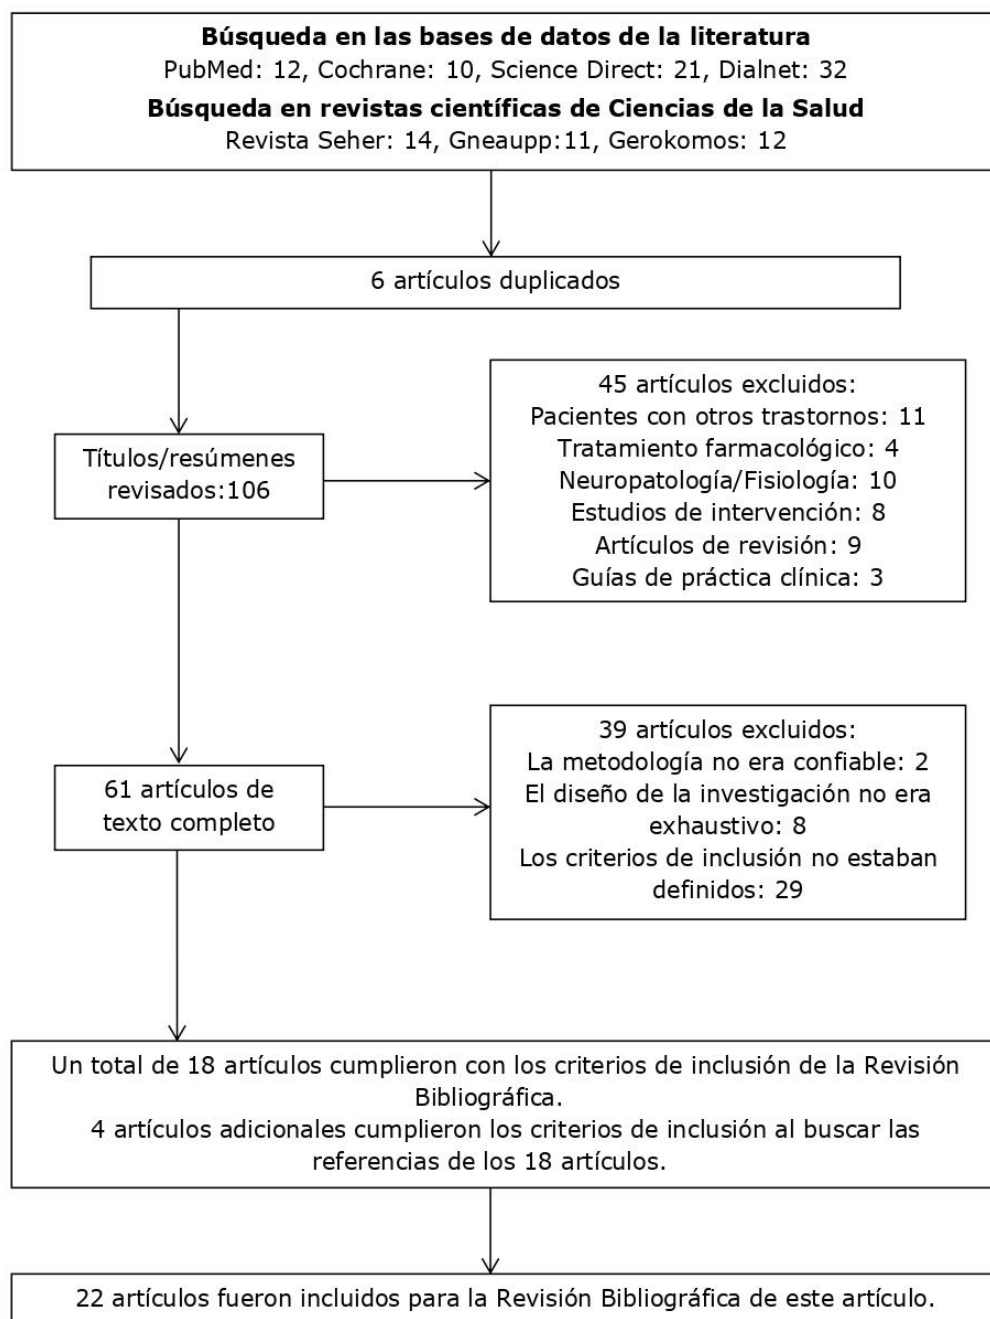 Búsqueda en las bases de datos de la literatura
PubMed: 12, Cochrane: 10, Science Direct: 21, Dialnet: 32
Búsqueda en revistas científicas de Ciencias de la Salud
Revista Seher: 14, Gneaupp:11, Gerokomos: 12
6 artículos duplicados
Títulos/resúmenes
revisados:106
45 artículos excluidos:
Pacientes con otros trastornos: 11
Tratamiento farmacológico: 4
Neuropatología/Fisiología: 10
Estudios de intervención: 8
Artículos de revisión: 9
Guías de práctica clínica: 3
61 artículos de
texto completo
39 artículos excluidos:
La metodología no era confiable: 2
El diseño de la investigación no era
exhaustivo: 8
Los criterios de inclusión no estaban
definidos: 29
Un total de 18 artículos cumplieron con los criterios de inclusión de la Revisión
Bibliográfica.
4 artículos adicionales cumplieron los criterios de inclusión al buscar las
referencias de los 18 artículos.
22 artículos fueron incluidos para la Revisión Bibliográfica de este artículo.